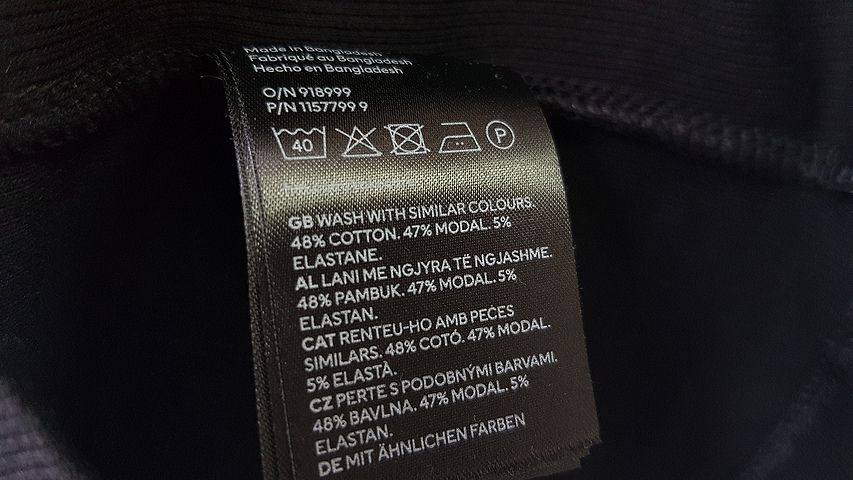 Made in Bangladesh
Fabriqué au Bangladesh
Hecho en Bangladesh
O/N 918999
P/N 1157799 9
40 P
GB WASH WITH SIMILAR COLOURS.
48% COTTON. 47% MODAL. 5%
ELASTANE.
AL LANI ME NGJYRA TË NGJASHME.
48% PAMBUK. 47% MODAL. 5%
ELASTAN.
CAT RENTEU-HO AMB PECES
SIMILARS. 48% COTÓ. 47% MODAL.
5% ELASTÀ.
CZ PERTE S PODOBNÝMI BARVAMI.
48% BAVLNA. 47% MODAL. 5%
ELASTAN.
DE MIT ÄHNLICHEN FARBEN